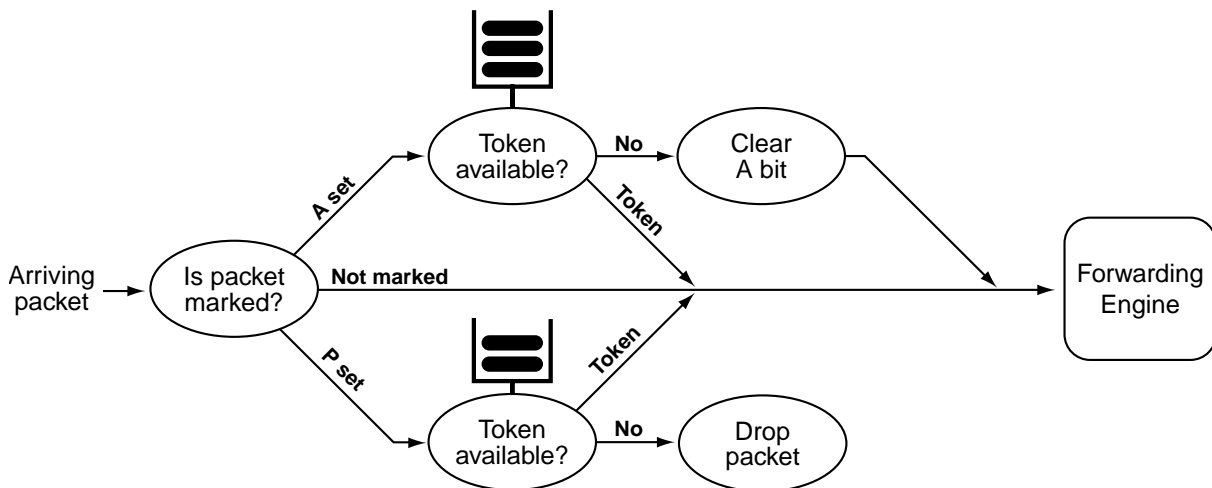 Token
available?
No
Clear
A bit
A set
Token
Arriving
packet
Is packet
marked?
Not marked
Forwarding
Engine
P set
Token
Token
available?
No
Drop
packet